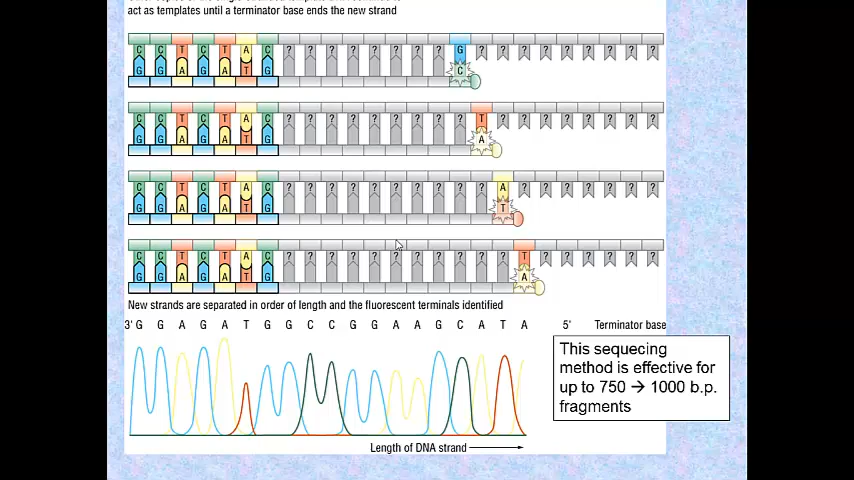 act as templates until a terminator base ends the new strand
C C T C T A C ? ? ? ? ? ? ? ? G ? ? ? ? ? ? ? ? ?
G G A G A T G C
C C T C T A C ? ? ? ? ? ? ? ? ? T ? ? ? ? ? ? ? ?
G G A G A T G A
C C T C T A C ? ? ? ? ? ? ? ? ? ? A ? ? ? ? ? ? ?
G G A G A T G T
C C T C T A C ? ? ? ? ? ? ? ? ? ? ? T ? ? ? ? ? ?
G G A G A T G A
New strands are separated in order of length and the fluorescent terminals identified
3' G G A G A T G G C C G G A A G C A T A 5' Terminator base
This sequecing
method is effective for
up to 750 → 1000 b.p.
fragments
Length of DNA strand